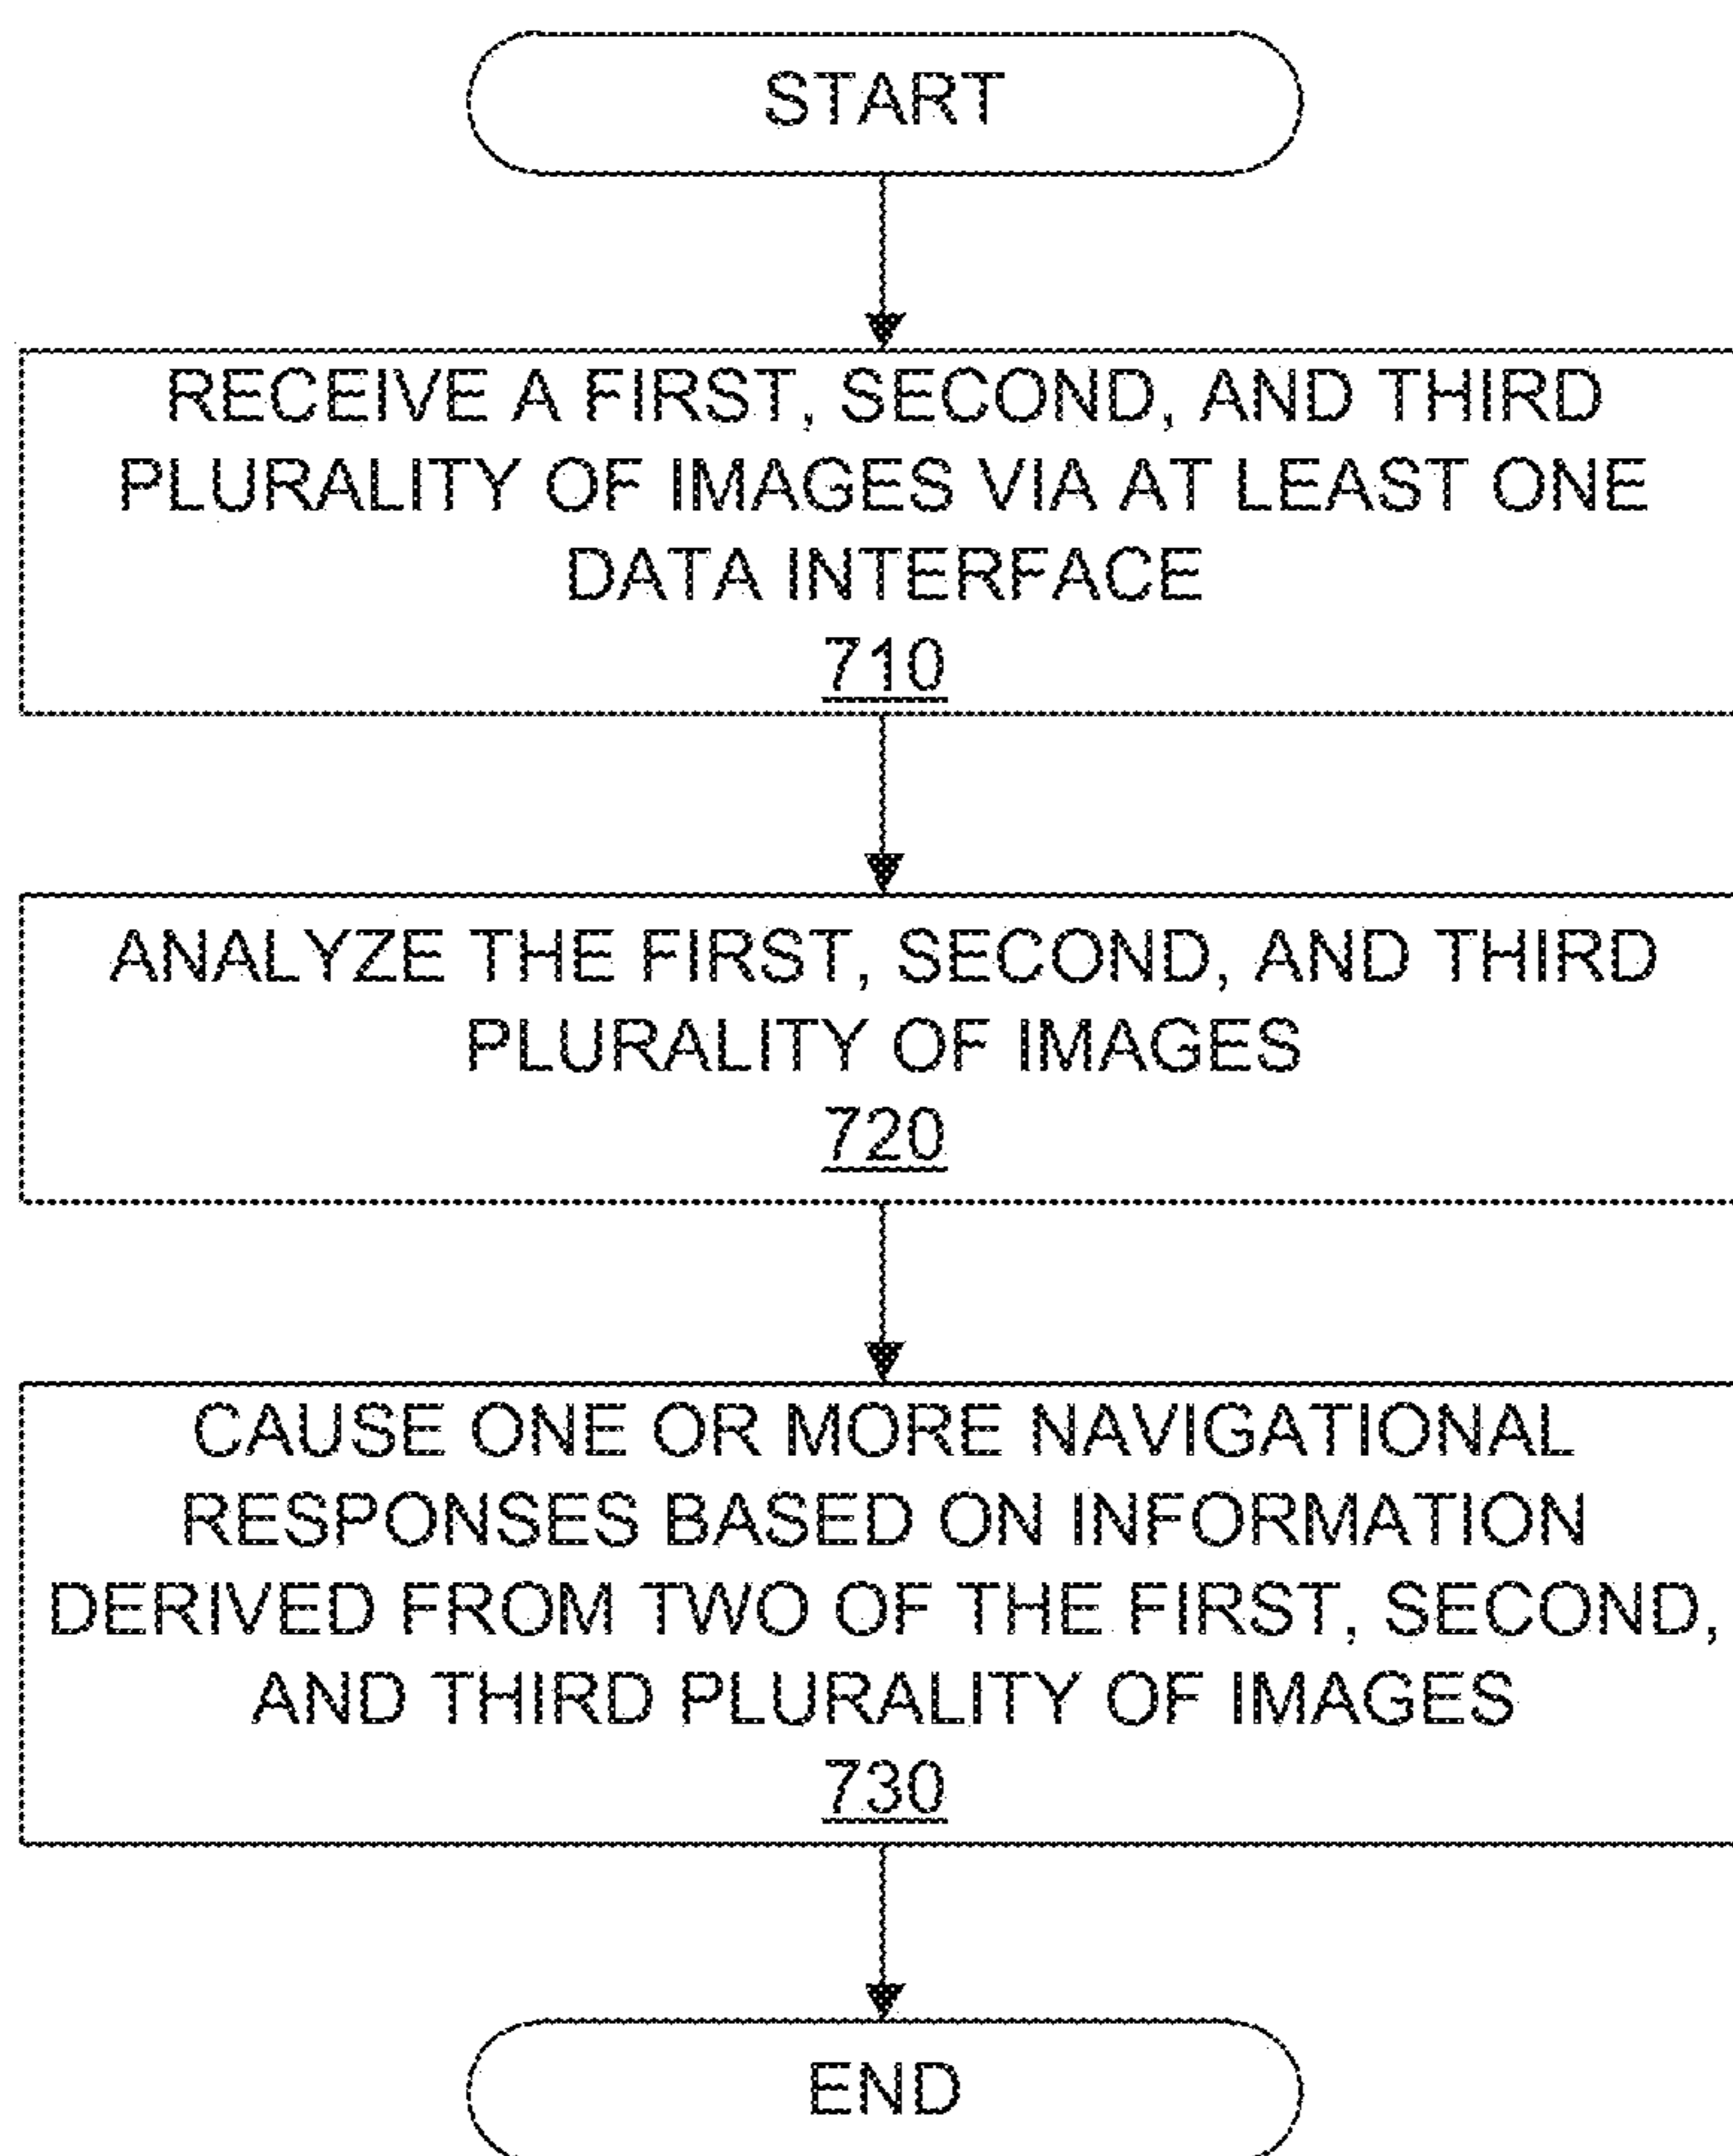 START
RECEIVE A FIRST, SECOND, AND THIRD
PLURALITY OF IMAGES VIA AT LEAST ONE
DATA INTERFACE
710
ANALYZE THE FIRST, SECOND, AND THIRD
PLURALITY OF IMAGES
720
CAUSE ONE OR MORE NAVIGATIONAL
RESPONSES BASED ON INFORMATION
DERIVED FROM TWO OF THE FIRST, SECOND,
AND THIRD PLURALITY OF IMAGES
730
END